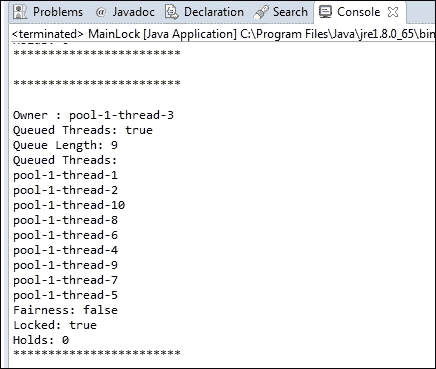 Problems @ Javadoc Declaration Search Console
<terminated> MainLock [Java Application] C:\Program Files\Java\jre1.8.0_65\bin
************************
************************
Owner : pool-1-thread-3
Queued Threads: true
Queue Length: 9
Queued Threads:
pool-1-thread-1
pool-1-thread-2
pool-1-thread-10
pool-1-thread-8
pool-1-thread-6
pool-1-thread-4
pool-1-thread-9
pool-1-thread-7
pool-1-thread-5
Fairness: false
Locked: true
Holds: 0
************************